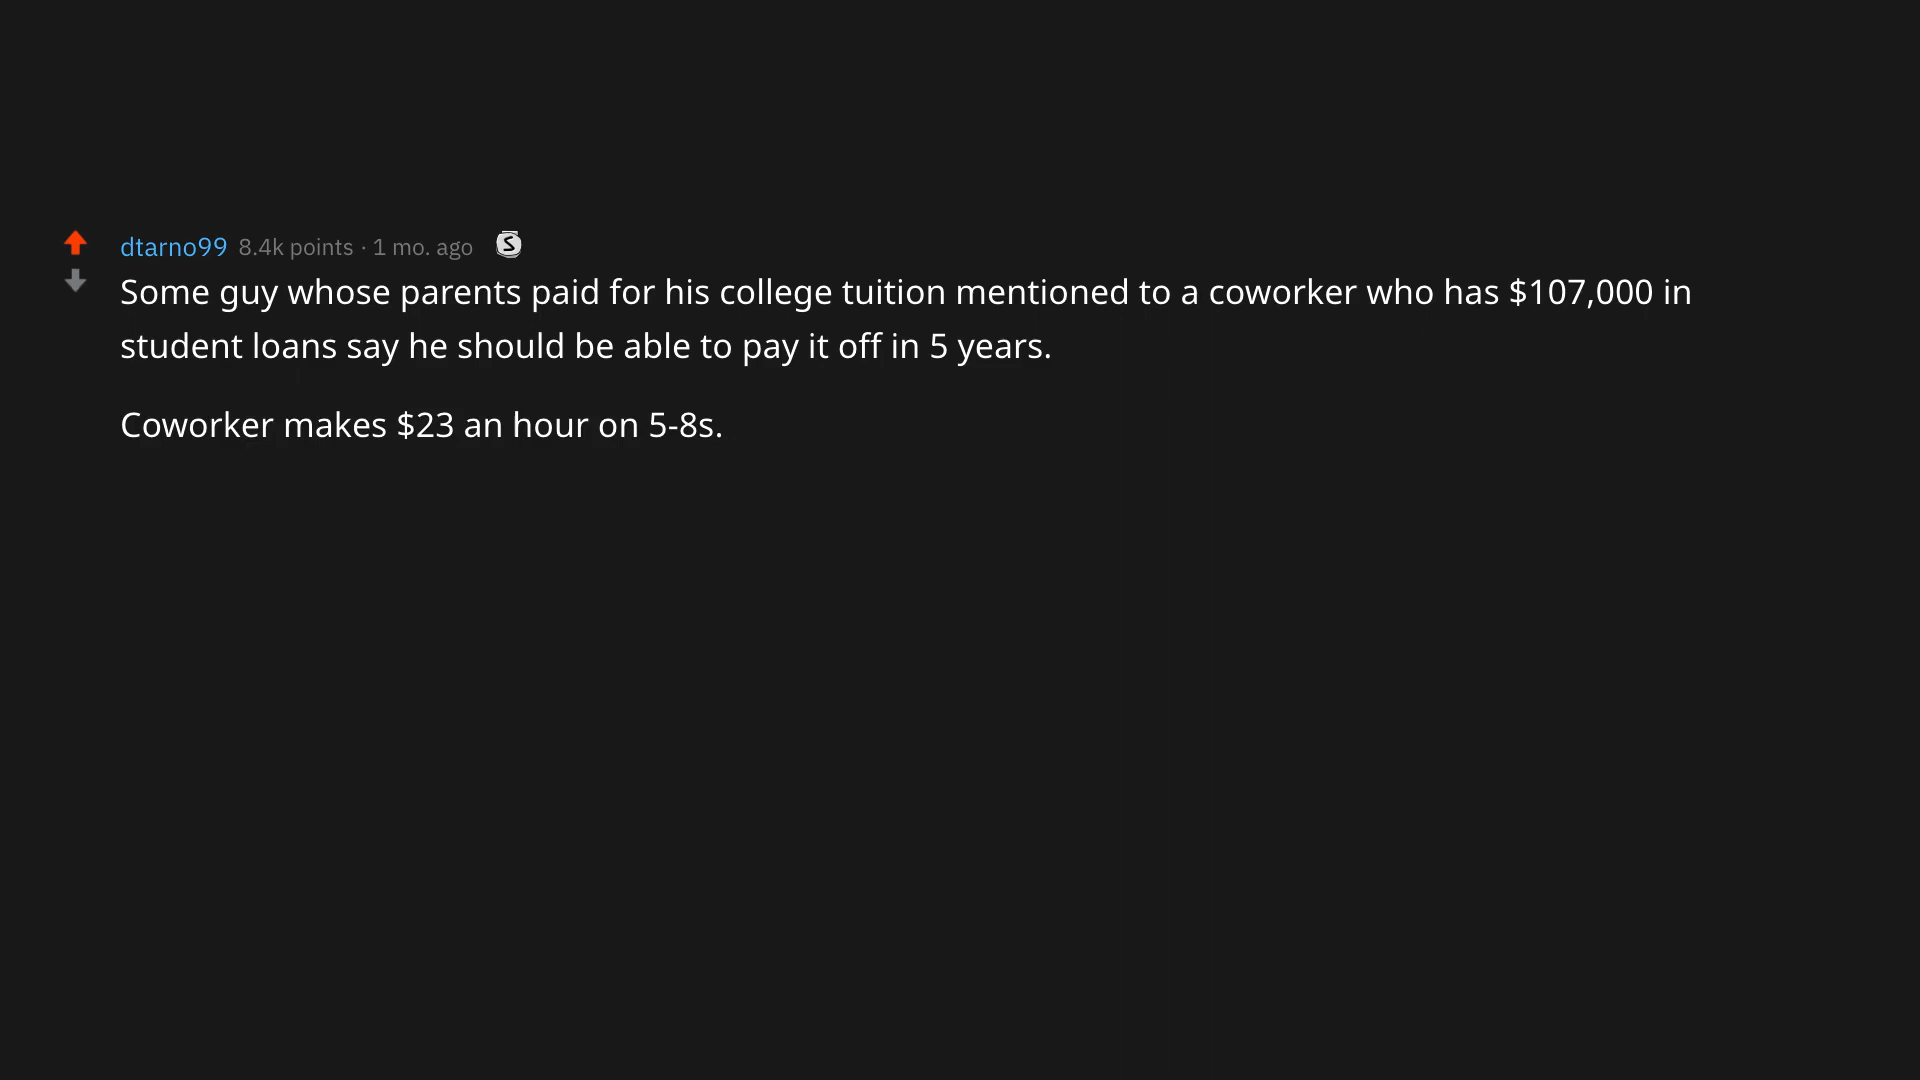 dtarno99 8.4k points · 1 mo. ago S
Some guy whose parents paid for his college tuition mentioned to a coworker who has $107,000 in
student loans say he should be able to pay it off in 5 years.
Coworker makes $23 an hour on 5-8s.